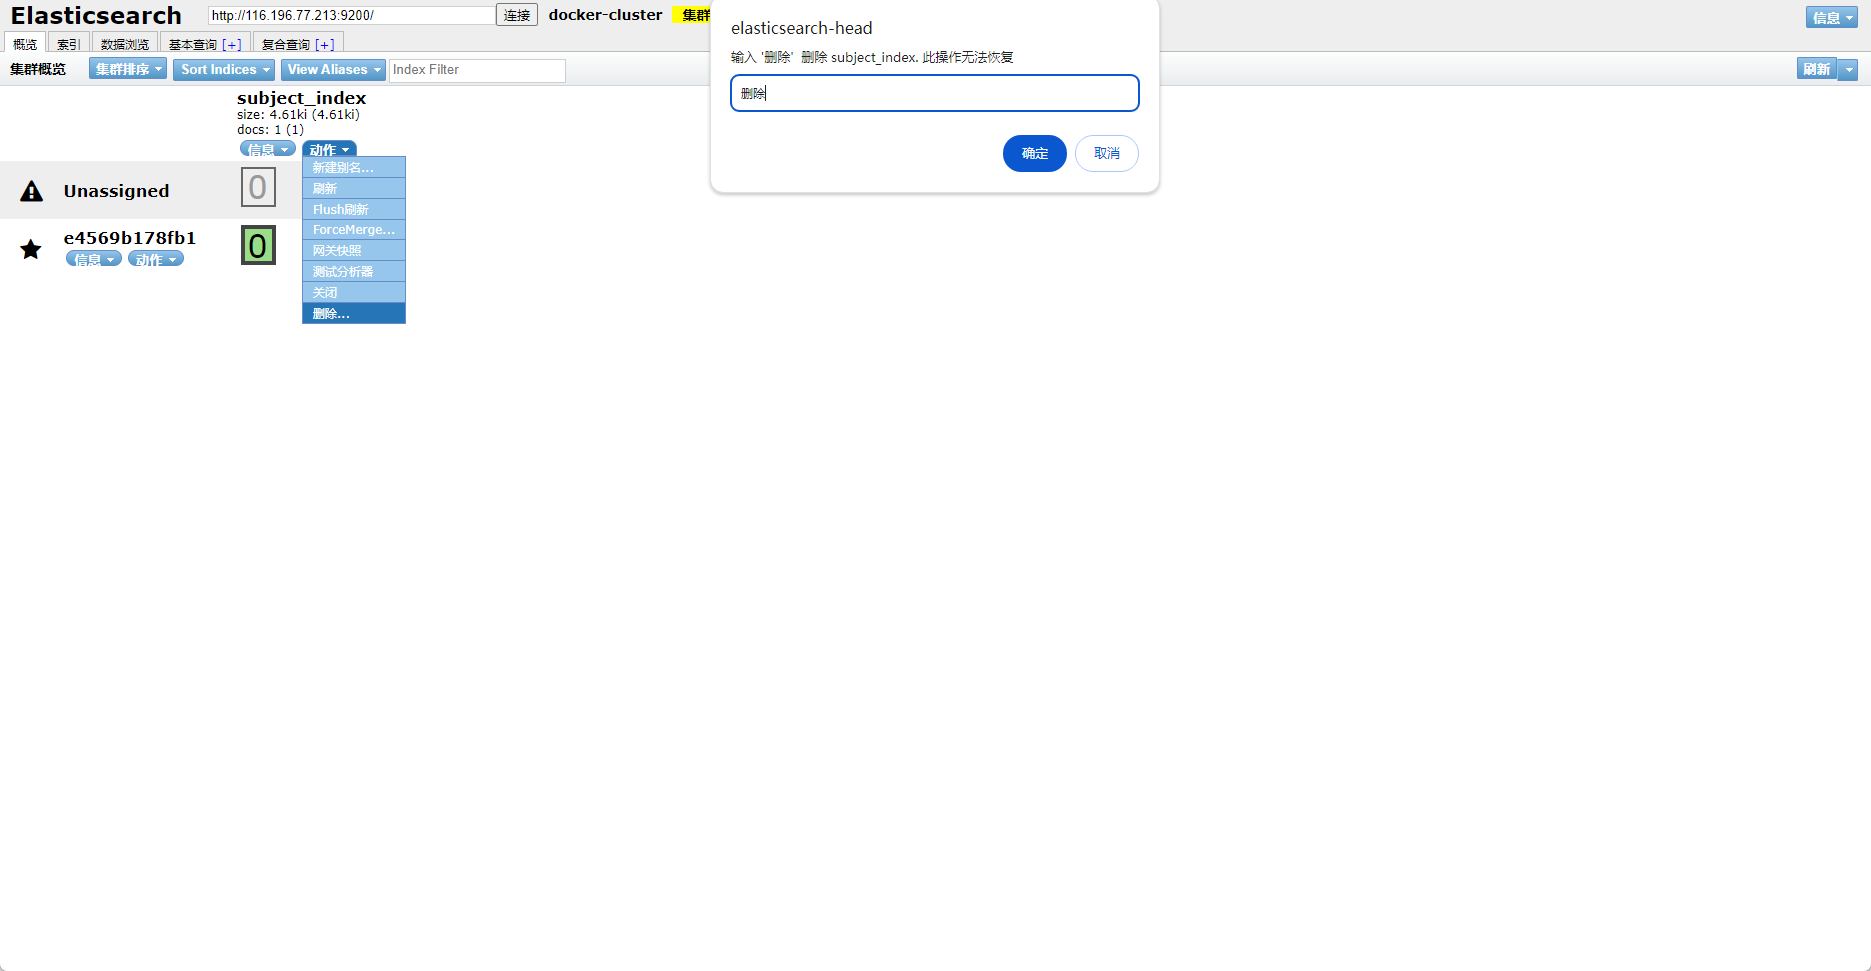 Elasticsearch
http://116.196.77.213:9200/
连接
docker-cluster
集群
信息
概览
索引
数据浏览
基本查询 [+]
复合查询 [+]
集群概览
集群排序
Sort Indices
View Aliases
Index Filter
刷新
elasticsearch-head
输入 '删除' 删除 subject_index. 此操作无法恢复
删除
确定
取消
subject_index
size: 4.61ki (4.61ki)
docs: 1 (1)
信息
动作
新建别名...
刷新
Flush刷新
ForceMerge...
网关快照
测试分析器
关闭
删除...
Unassigned
0
e4569b178fb1
信息
动作
0